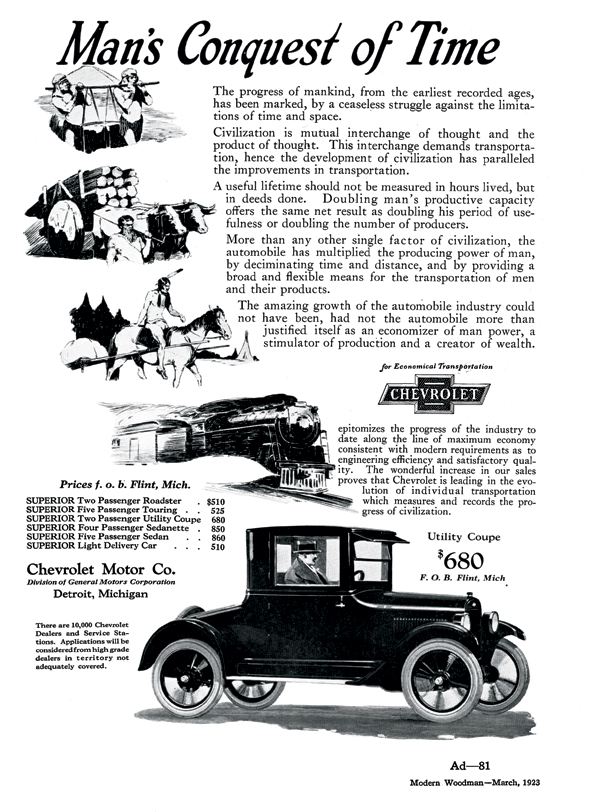 Man's Conquest of Time
The progress of mankind, from the earliest recorded ages,
has been marked, by a ceaseless struggle against the limita-
tions of time and space.
Civilization is mutual interchange of thought and the
product of thought. This interchange demands transporta-
tion, hence the development of civilization has paralleled
the improvements in transportation.
A useful lifetime should not be measured in hours lived, but
in deeds done. Doubling man's productive capacity
offers the same net result as doubling his period of use-
fulness or doubling the number of producers.
More than any other single factor of civilization, the
automobile has multiplied the producing power of man,
by deciminating time and distance, and by providing a
broad and flexible means for the transportation of men
and their products.
The amazing growth of the automobile industry could
not have been, had not the automobile more than
justified itself as an economizer of man power, a
stimulator of production and a creator of wealth.
for Economical Transportation
CHEVROLET
epitomizes the progress of the industry to
date along the line of maximum economy
consistent with modern requirements as to
engineering efficiency and satisfactory qual-
ity. The wonderful increase in our sales
proves that Chevrolet is leading in the evo-
lution of individual transportation
which measures and records the pro-
gress of civilization.
Prices f. o. b. Flint, Mich.
SUPERIOR Two Passenger Roadster . $510
SUPERIOR Five Passenger Touring . . 525
SUPERIOR Two Passenger Utility Coupe 680
SUPERIOR Four Passenger Sedanette . 850
SUPERIOR Five Passenger Sedan . . 860
SUPERIOR Light Delivery Car . . . 510
Chevrolet Motor Co.
Division of General Motors Corporation
Detroit, Michigan
There are 10,000 Chevrolet
Dealers and Service Sta-
tions. Applications will be
considered from high grade
dealers in territory not
adequately covered.
Utility Coupe
$680
F. O. B. Flint, Mich
Ad—81
Modern Woodman—March, 1923